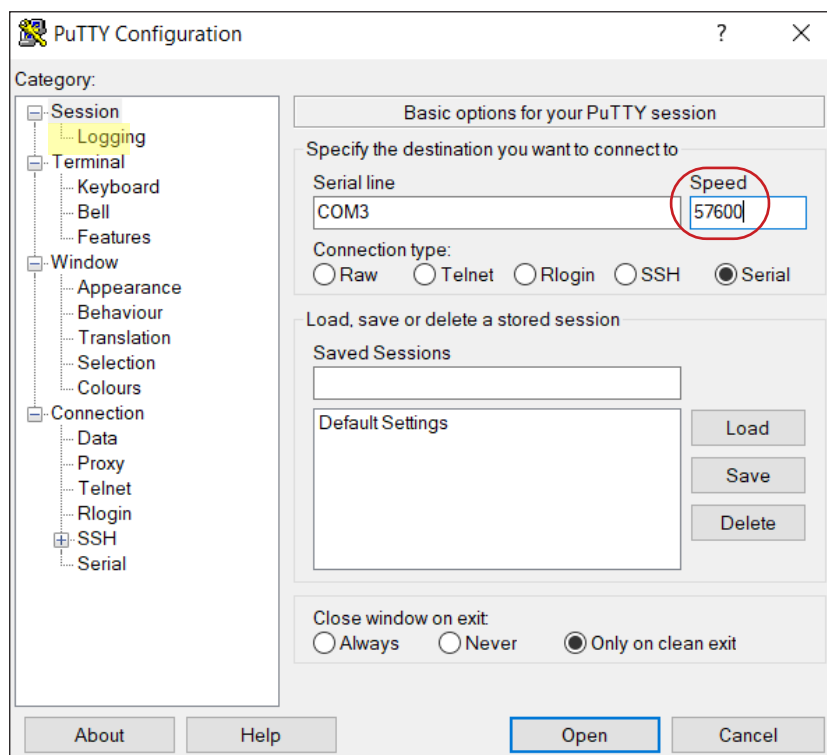 PuTTY Configuration
?
Category:
Session
Logging
Terminal
Keyboard
Bell
Features
Window
Appearance
Behaviour
Translation
Selection
Colours
Connection
Data
Proxy
Telnet
Rlogin
SSH
Serial
Basic options for your PuTTY session
Specify the destination you want to connect to
Serial line Speed
COM3 57600
Connection type:
Raw Telnet Rlogin SSH Serial
Load, save or delete a stored session
Saved Sessions
Default Settings
Load
Save
Delete
Close window on exit:
Always Never Only on clean exit
About Help Open Cancel